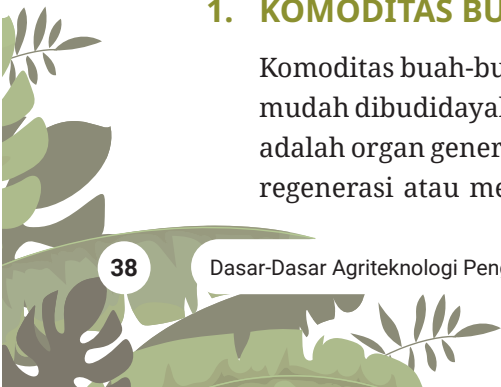 1. KOMODITAS BU
Komoditas buah-bu
mudah dibudidayal
adalah organ gener
regenerasi atau me
38 Dasar-Dasar Agriteknologi Pen